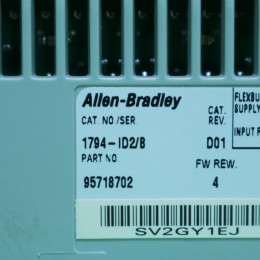 Allen-Bradley
CAT. NO /SER. CAT. REV.
1794-ID2/B D01
PART NO FW REW.
95718702 4
FLEXBU
SUPPLY
INPUT R
SV2GY1EJ